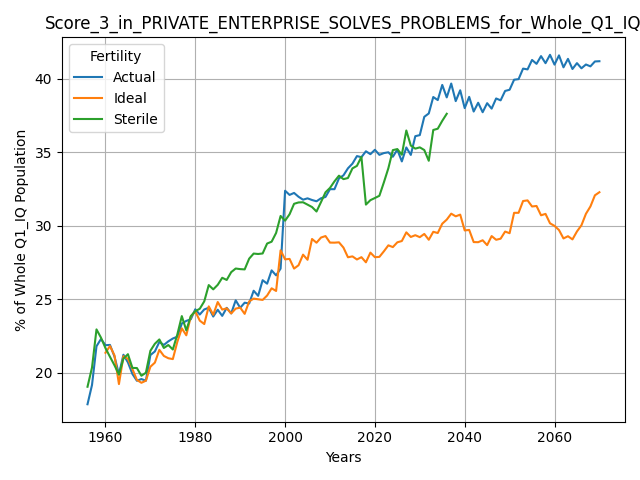 Score_3_in_PRIVATE_ENTERPRISE_SOLVES_PROBLEMS_for_Whole_Q1_IQ
Fertility
Actual
Ideal
Sterile
% of Whole Q1_IQ Population
40
35
30
25
20
1960 1980 2000 2020 2040 2060
Years